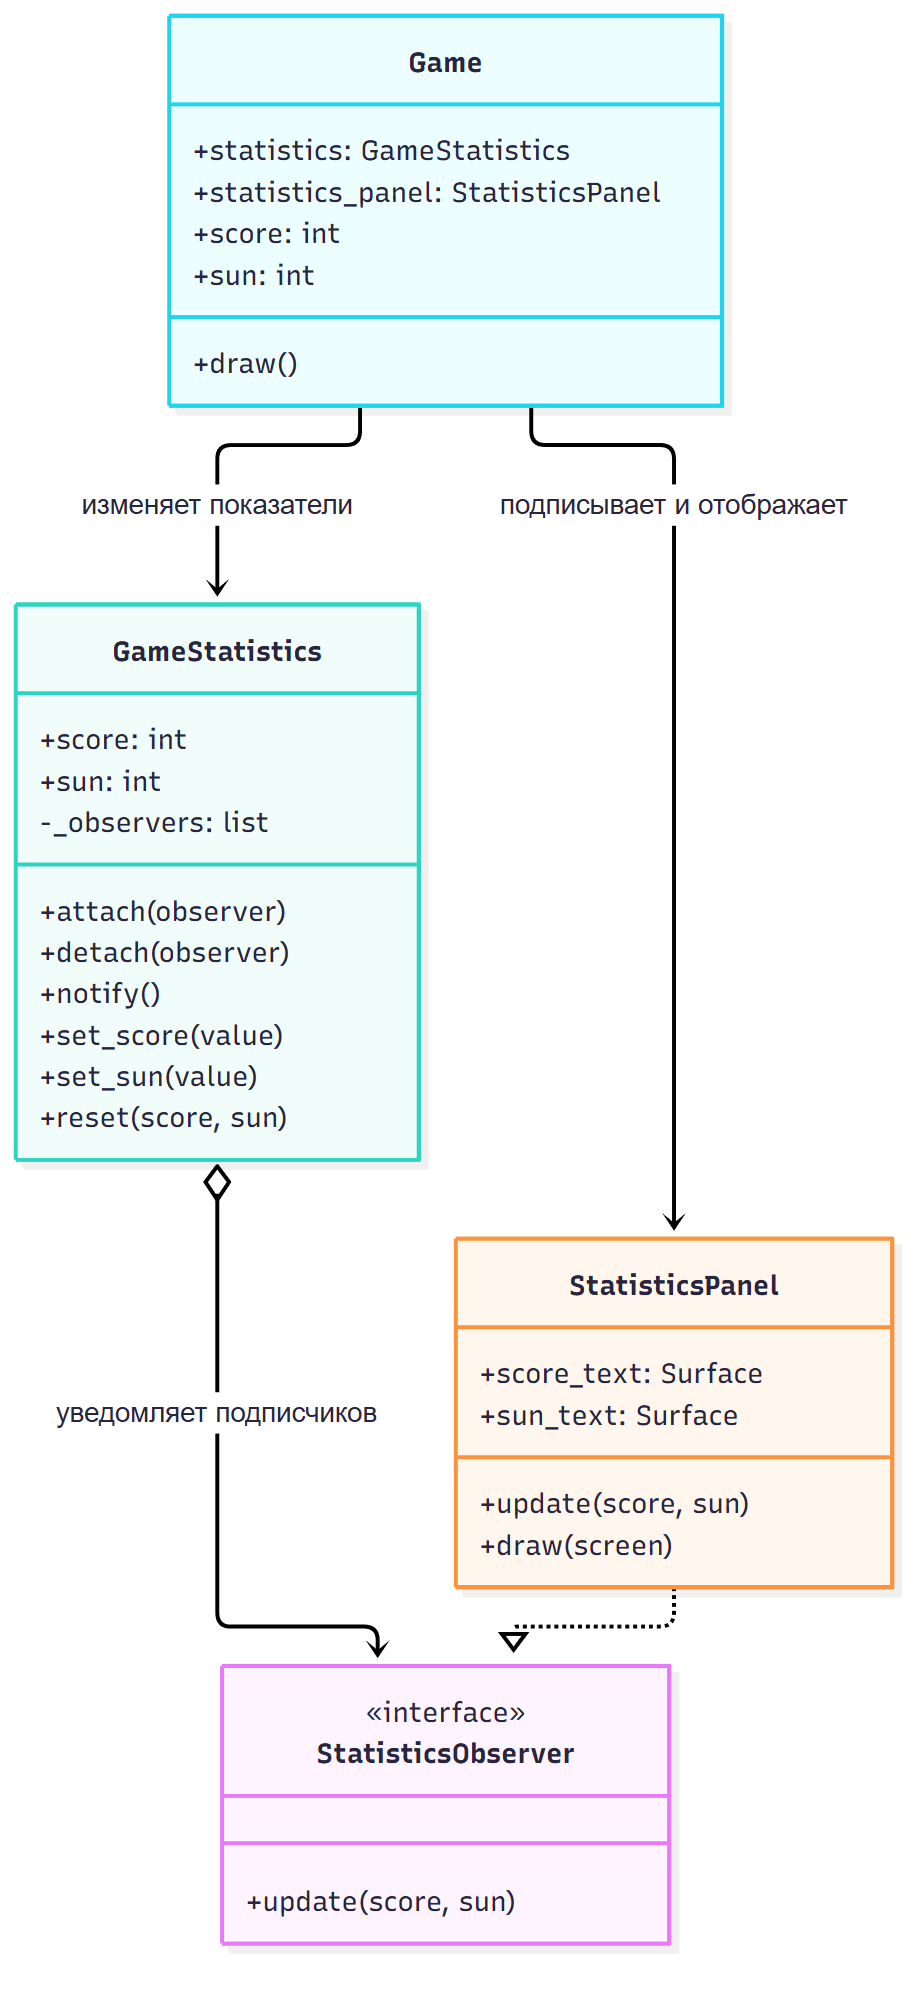 Game
+statistics: GameStatistics
+statistics_panel: StatisticsPanel
+score: int
+sun: int
+draw()
изменяет показатели
подписывает и отображает
GameStatistics
+score: int
+sun: int
-_observers: list
+attach(observer)
+detach(observer)
+notify()
+set_score(value)
+set_sun(value)
+reset(score, sun)
StatisticsPanel
+score_text: Surface
+sun_text: Surface
+update(score, sun)
+draw(screen)
уведомляет подписчиков
«interface»
StatisticsObserver
+update(score, sun)